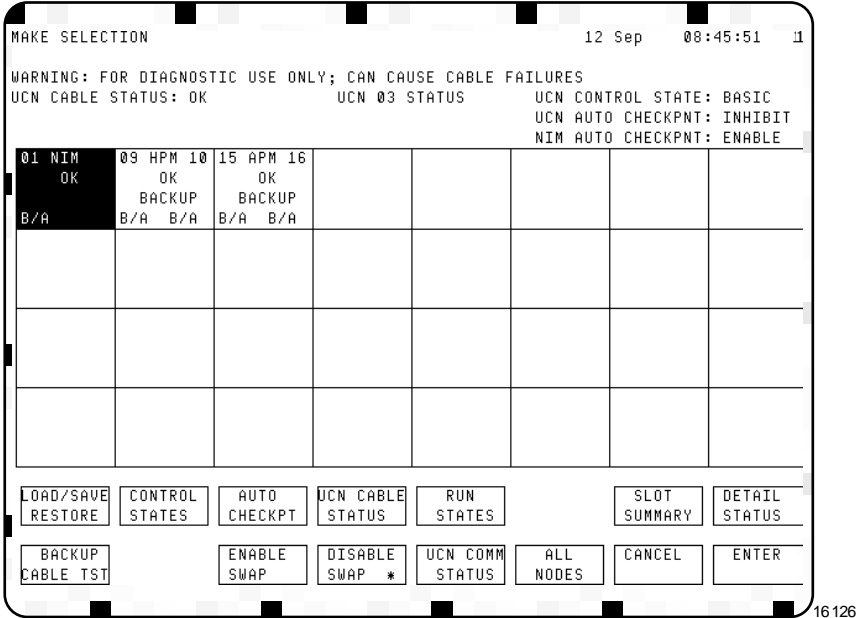 MAKE SELECTION 12 Sep 08:45:51 11
WARNING: FOR DIAGNOSTIC USE ONLY; CAN CAUSE CABLE FAILURES
UCN CABLE STATUS: OK UCN 03 STATUS UCN CONTROL STATE: BASIC
UCN AUTO CHECKPNT: INHIBIT
NIM AUTO CHECKPNT: ENABLE
01 NIM 09 HPM 10 15 APM 16
OK OK OK
BACKUP BACKUP
B/A B/A B/A B/A B/A
LOAD/SAVE CONTROL AUTO UCN CABLE RUN SLOT DETAIL
RESTORE STATES CHECKPT STATUS STATES SUMMARY STATUS
BACKUP ENABLE DISABLE UCN COMM ALL CANCEL ENTER
CABLE TST SWAP SWAP * STATUS NODES
16126